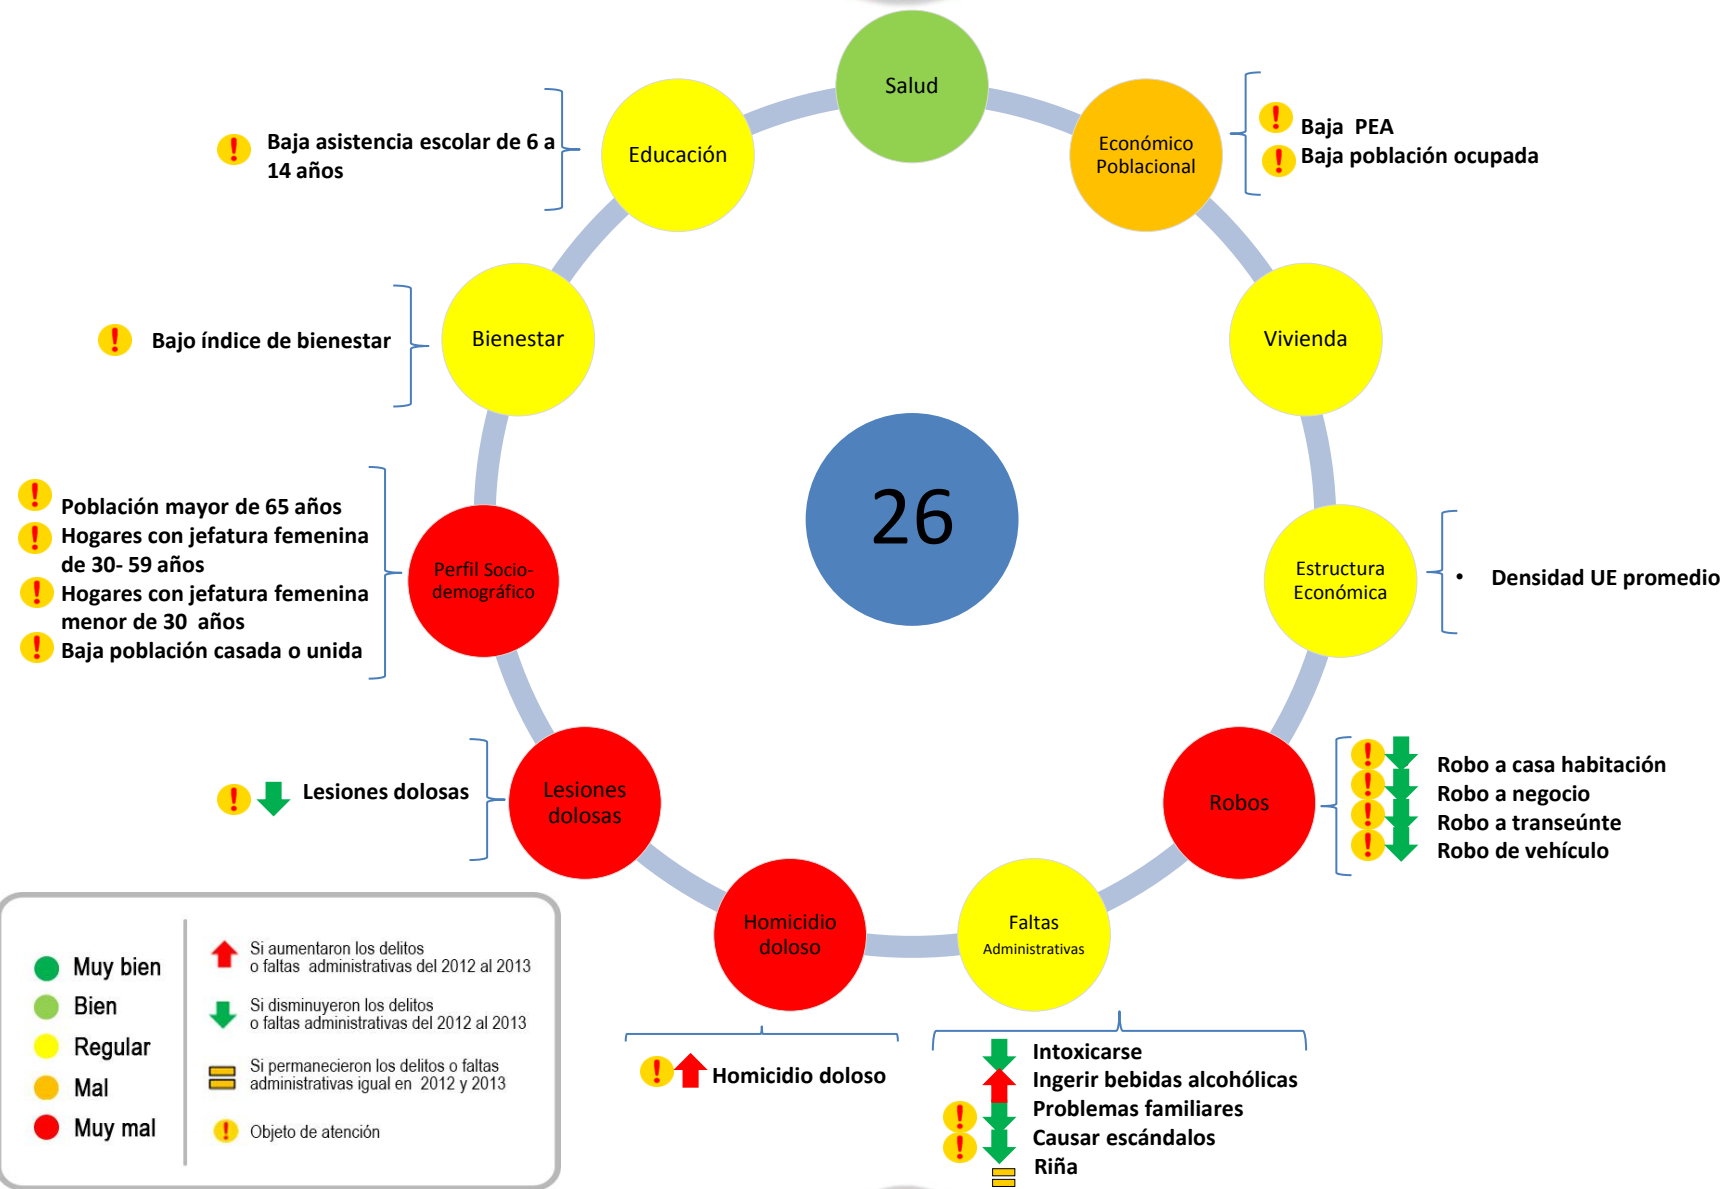 Salud
Económico
Poblacional
! Baja PEA
! Baja población ocupada
Vivienda
Estructura
Económica
• Densidad UE promedio
Robos
! Robo a casa habitación
! Robo a negocio
! Robo a transeúnte
! Robo de vehículo
Faltas
Administrativas
Intoxicarse
Ingerir bebidas alcohólicas
! Problemas familiares
! Causar escándalos
Riña
Homicidio
doloso
! Homicidio doloso
Lesiones
dolosas
! Lesiones dolosas
Perfil Socio-
demográfico
! Población mayor de 65 años
! Hogares con jefatura femenina
de 30- 59 años
! Hogares con jefatura femenina
menor de 30 años
! Baja población casada o unida
Bienestar
! Bajo índice de bienestar
Educación
! Baja asistencia escolar de 6 a
14 años
26
Muy bien
Bien
Regular
Mal
Muy mal
Si aumentaron los delitos
o faltas administrativas del 2012 al 2013
Si disminuyeron los delitos
o faltas administrativas del 2012 al 2013
Si permanecieron los delitos o faltas
administrativas igual en 2012 y 2013
! Objeto de atención